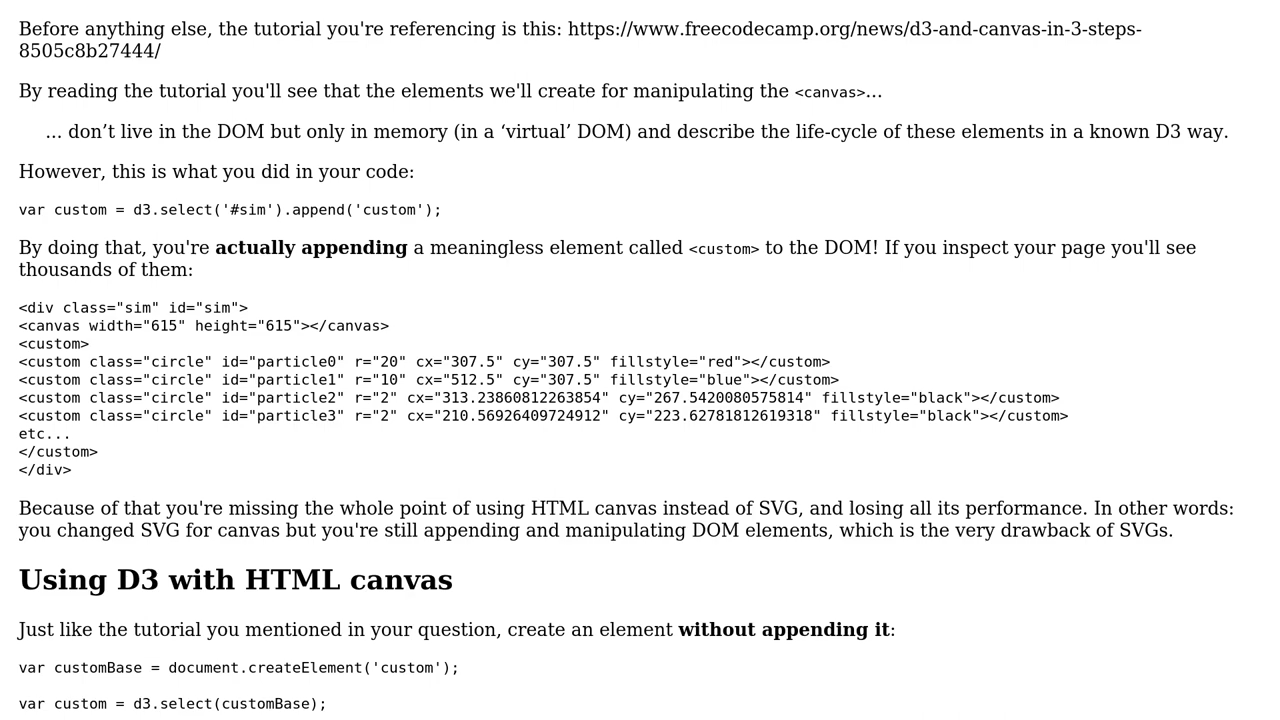 Before anything else, the tutorial you're referencing is this: https://www.freecodecamp.org/news/d3-and-canvas-in-3-steps-
8505c8b27444/
By reading the tutorial you'll see that the elements we'll create for manipulating the <canvas>...
... don’t live in the DOM but only in memory (in a ‘virtual’ DOM) and describe the life-cycle of these elements in a known D3 way.
However, this is what you did in your code:
var custom = d3.select('#sim').append('custom');
By doing that, you're actually appending a meaningless element called <custom> to the DOM! If you inspect your page you'll see
thousands of them:
<div class="sim" id="sim">
<canvas width="615" height="615"></canvas>
<custom>
<custom class="circle" id="particle0" r="20" cx="307.5" cy="307.5" fillstyle="red"></custom>
<custom class="circle" id="particle1" r="10" cx="512.5" cy="307.5" fillstyle="blue"></custom>
<custom class="circle" id="particle2" r="2" cx="313.23860812263854" cy="267.5420080575814" fillstyle="black"></custom>
<custom class="circle" id="particle3" r="2" cx="210.56926409724912" cy="223.62781812619318" fillstyle="black"></custom>
etc...
</custom>
</div>
Because of that you're missing the whole point of using HTML canvas instead of SVG, and losing all its performance. In other words:
you changed SVG for canvas but you're still appending and manipulating DOM elements, which is the very drawback of SVGs.
Using D3 with HTML canvas
Just like the tutorial you mentioned in your question, create an element without appending it:
var customBase = document.createElement('custom');
var custom = d3.select(customBase);